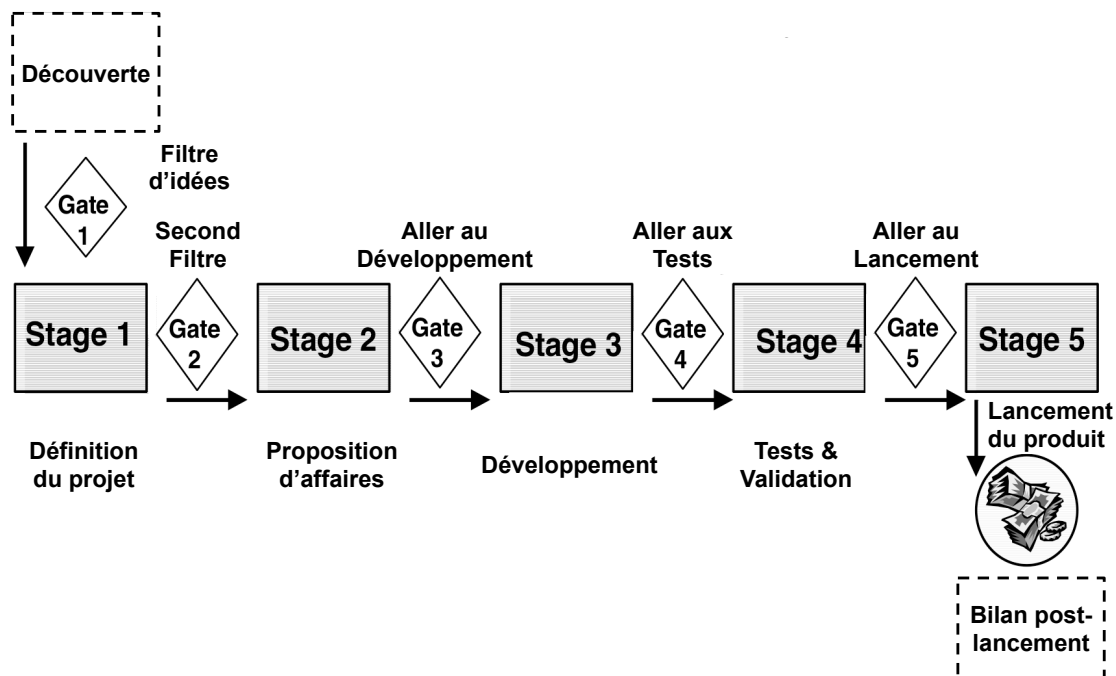 Découverte
Filtre
d’idées
Gate
1
Second
Filtre
Aller au
Développement
Aller aux
Tests
Aller au
Lancement
Stage 1
Gate
2
Stage 2
Gate
3
Stage 3
Gate
4
Stage 4
Gate
5
Stage 5
Définition
du projet
Proposition
d’affaires
Développement
Tests &
Validation
Lancement
du produit
Bilan post-
lancement